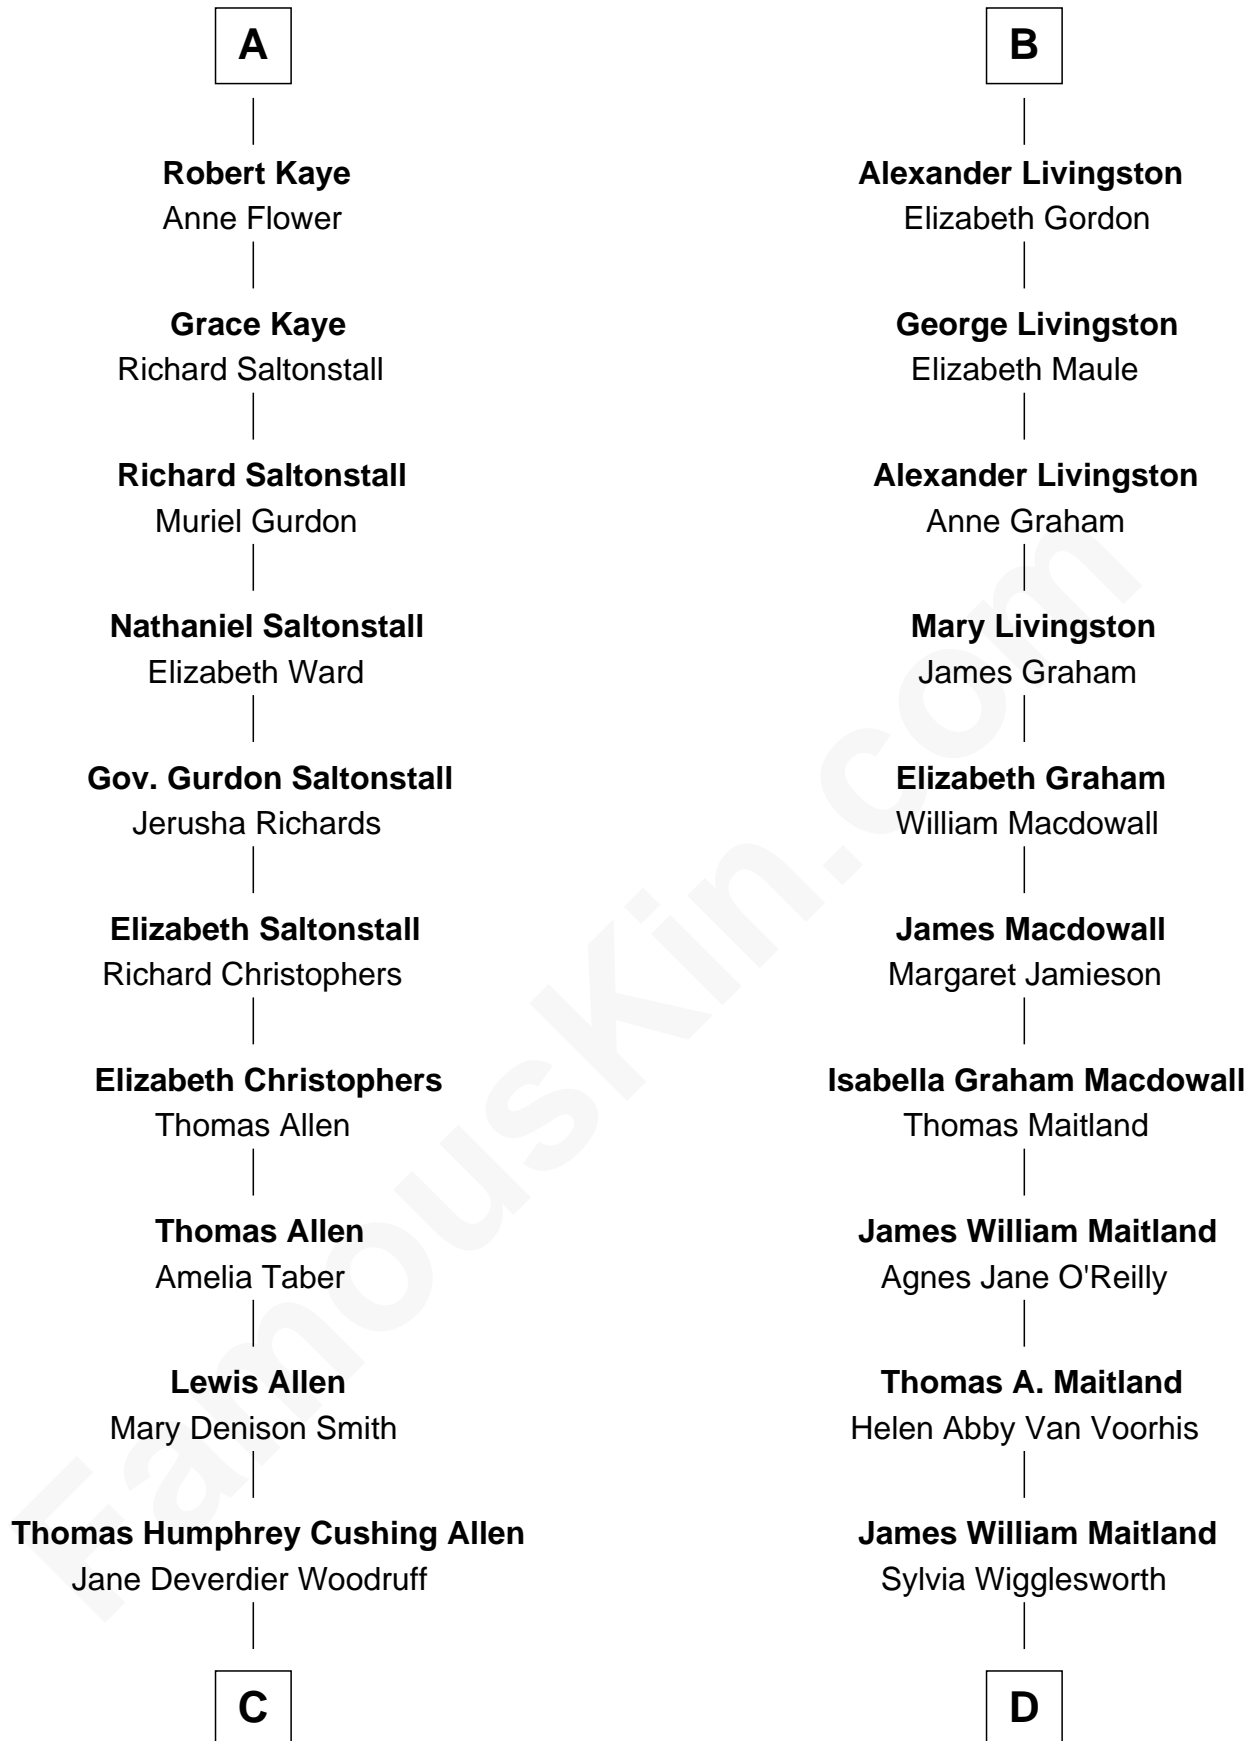 A
Robert Kaye
Anne Flower
Grace Kaye
Richard Saltonstall
Richard Saltonstall
Muriel Gurdon
Nathaniel Saltonstall
Elizabeth Ward
Gov. Gurdon Saltonstall
Jerusha Richards
Elizabeth Saltonstall
Richard Christophers
Elizabeth Christophers
Thomas Allen
Thomas Allen
Amelia Taber
Lewis Allen
Mary Denison Smith
Thomas Humphrey Cushing Allen
Jane Deverdier Woodruff
C
B
Alexander Livingston
Elizabeth Gordon
George Livingston
Elizabeth Maule
Alexander Livingston
Anne Graham
Mary Livingston
James Graham
Elizabeth Graham
William Macdowall
James Macdowall
Margaret Jamieson
Isabella Graham Macdowall
Thomas Maitland
James William Maitland
Agnes Jane O'Reilly
Thomas A. Maitland
Helen Abby Van Voorhis
James William Maitland
Sylvia Wigglesworth
D
FamousKin.com